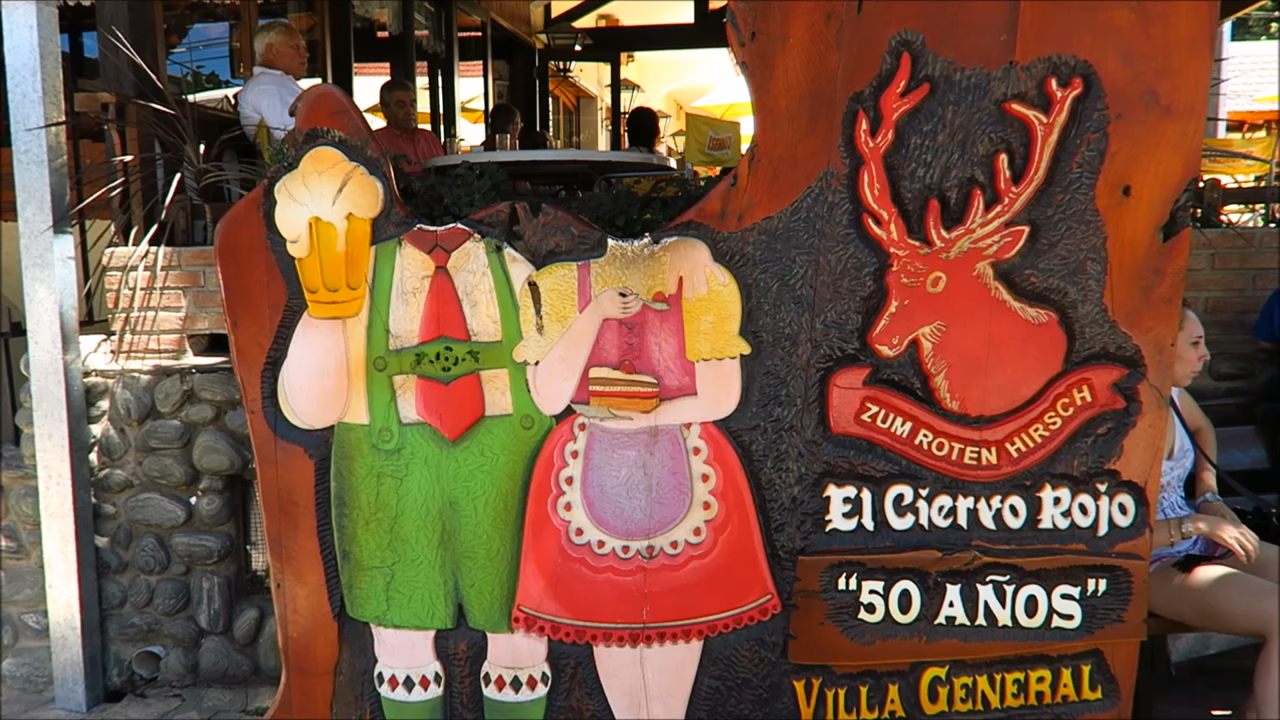 ZUM ROTEN HIRSCH
El Ciervo Rojo
"50 AÑOS"
VILLA GENERAL